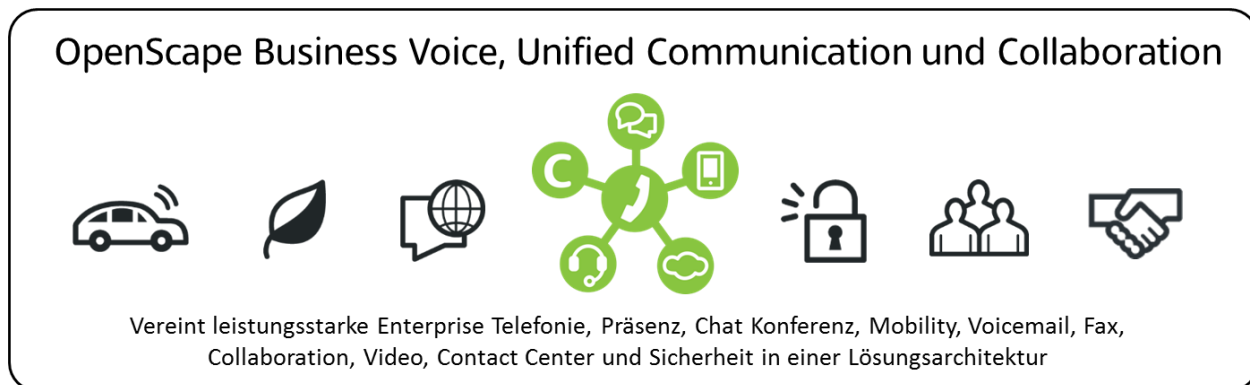 OpenScape Business Voice, Unified Communication und Collaboration
C
Vereint leistungsstarke Enterprise Telefonie, Präsenz, Chat Konferenz, Mobility, Voicemail, Fax,
Collaboration, Video, Contact Center und Sicherheit in einer Lösungsarchitektur